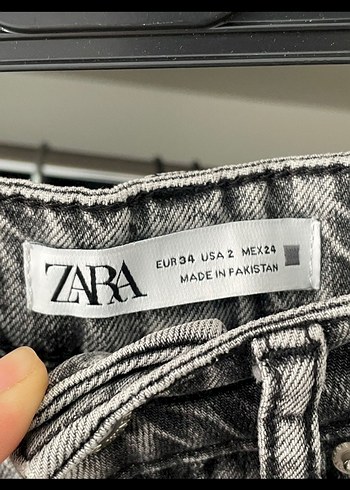 ZARA
EUR 34 USA 2 MEX 24
MADE IN PAKISTAN